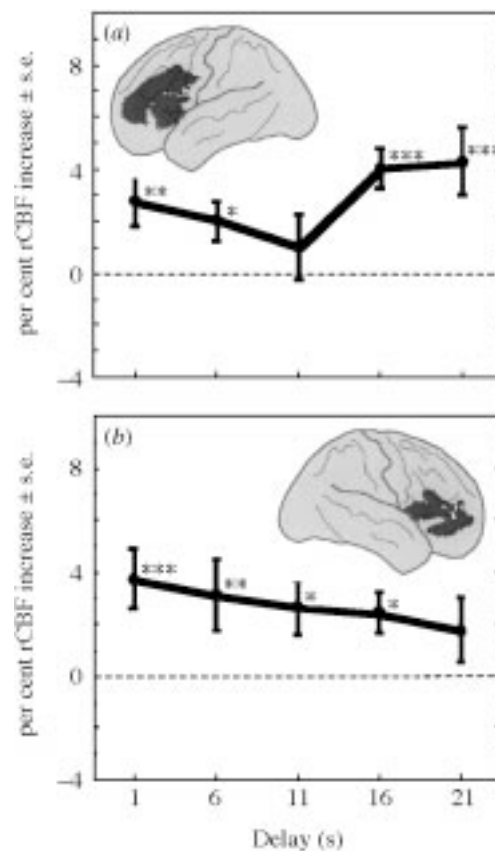 (a)
8
4
0
–4
per cent rCBF increase ± s.e.
**
*
***
***
(b)
8
4
0
–4
per cent rCBF increase ± s.e.
***
**
*
*
1 6 11 16 21
Delay (s)